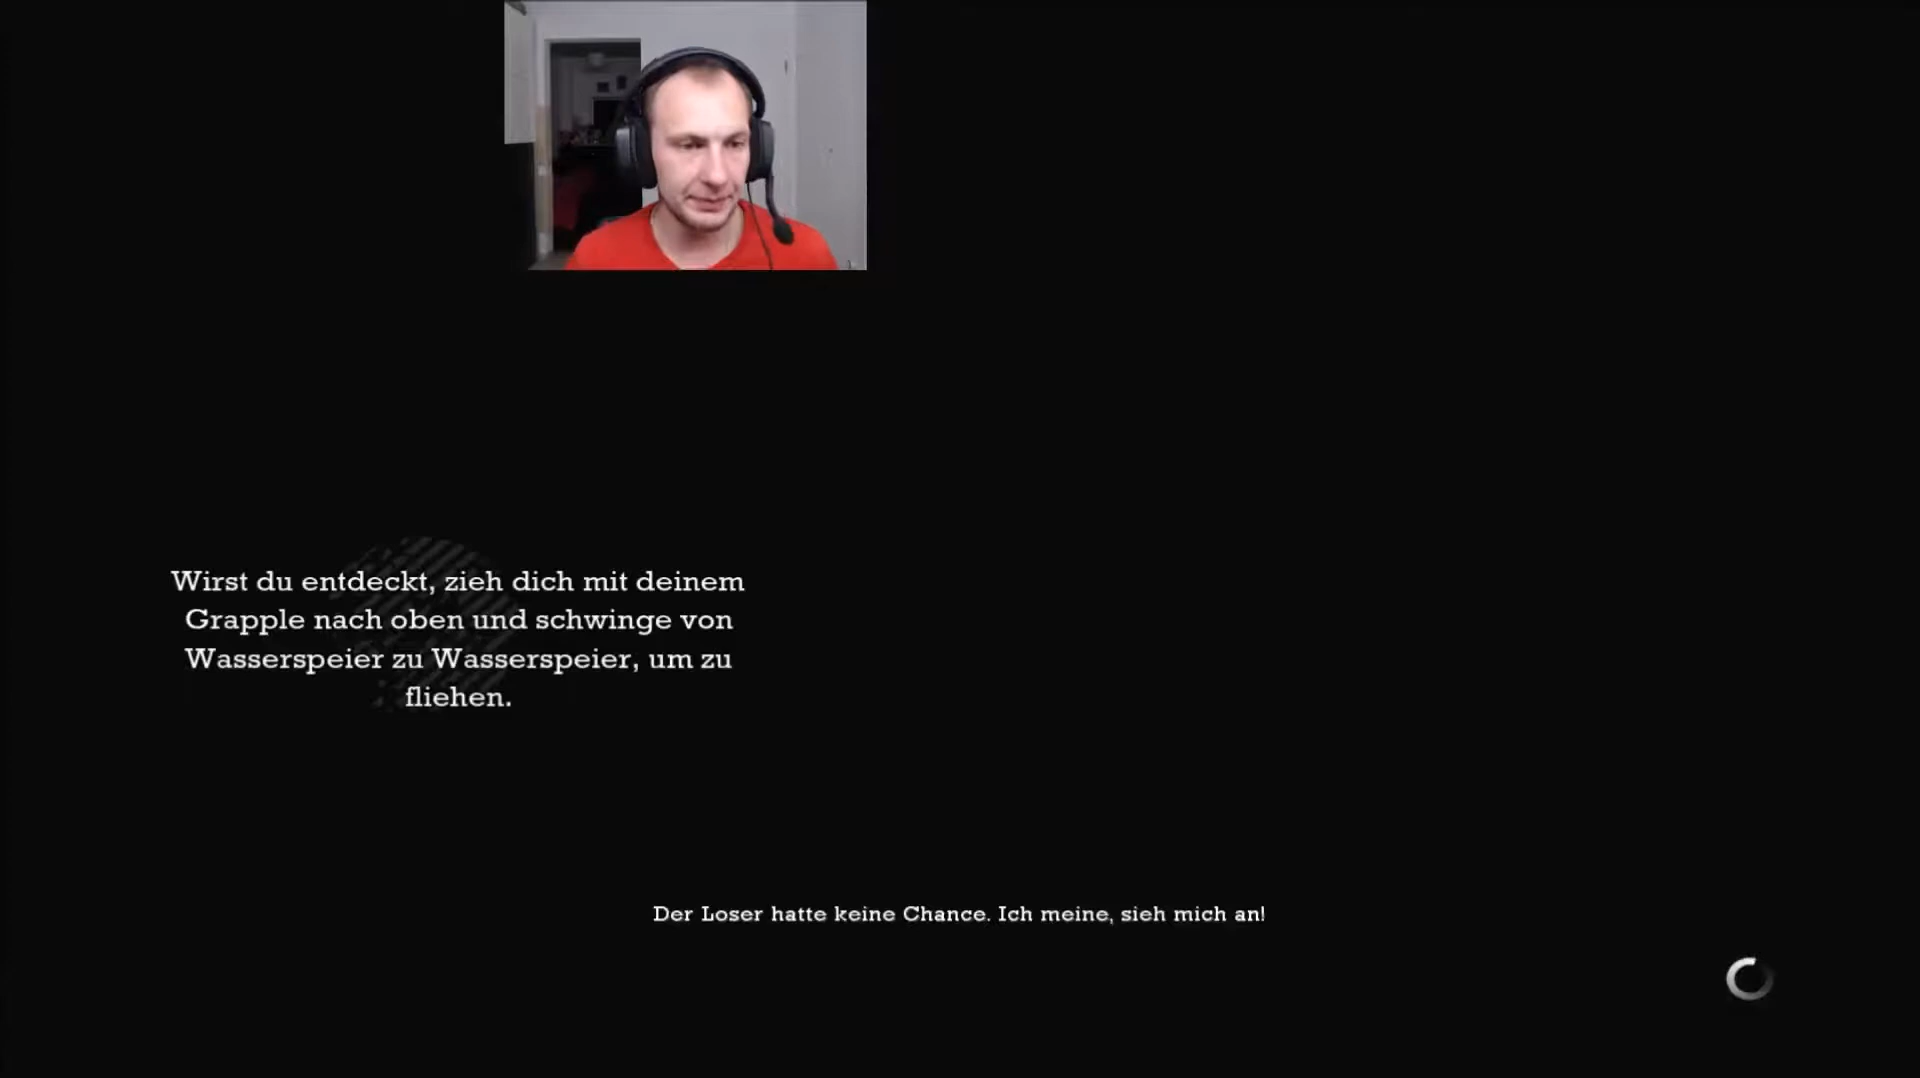 Wirst du entdeckt, zieh dich mit deinem
Grapple nach oben und schwinge von
Wasserspeier zu Wasserspeier, um zu
fliehen.
Der Loser hatte keine Chance. Ich meine, sieh mich an!